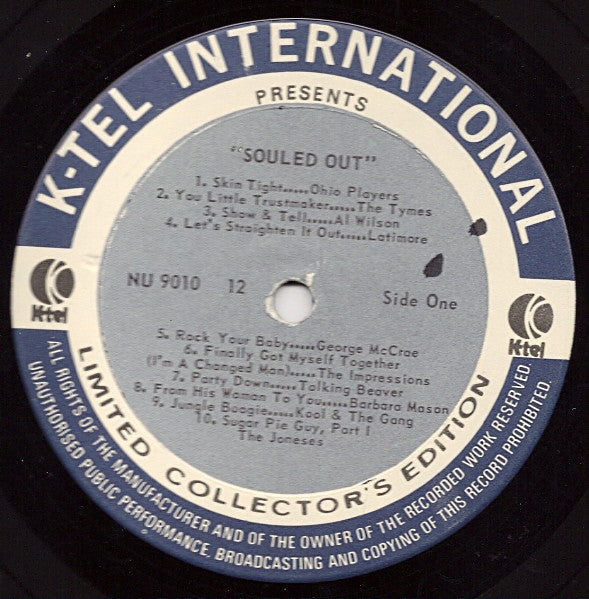 K-TEL INTERNATIONAL
PRESENTS
"SOULED OUT"
1. Skin Tight.....Ohio Players
2. You Little Trustmaker.....The Tymes
3. Show & Tell.....Al Wilson
4. Let's Straighten It Out.....Latimore
NU 9010 12
Side One
K-tel
K-tel
5. Rock Your Baby.....George McCrae
6. Finally Got Myself Together
(I'm A Changed Man).....The Impressions
7. Party Down.....Talking Beaver
8. From His Woman To You.....Barbara Mason
9. Jungle Boogie.....Kool & The Gang
10. Sugar Pie Guy, Part I
The Joneses
LIMITED COLLECTOR'S EDITION
ALL RIGHTS OF THE MANUFACTURER AND OF THE OWNER OF THE RECORDED WORK RESERVED.
UNAUTHORISED PUBLIC PERFORMANCE, BROADCASTING AND COPYING OF THIS RECORD PROHIBITED.